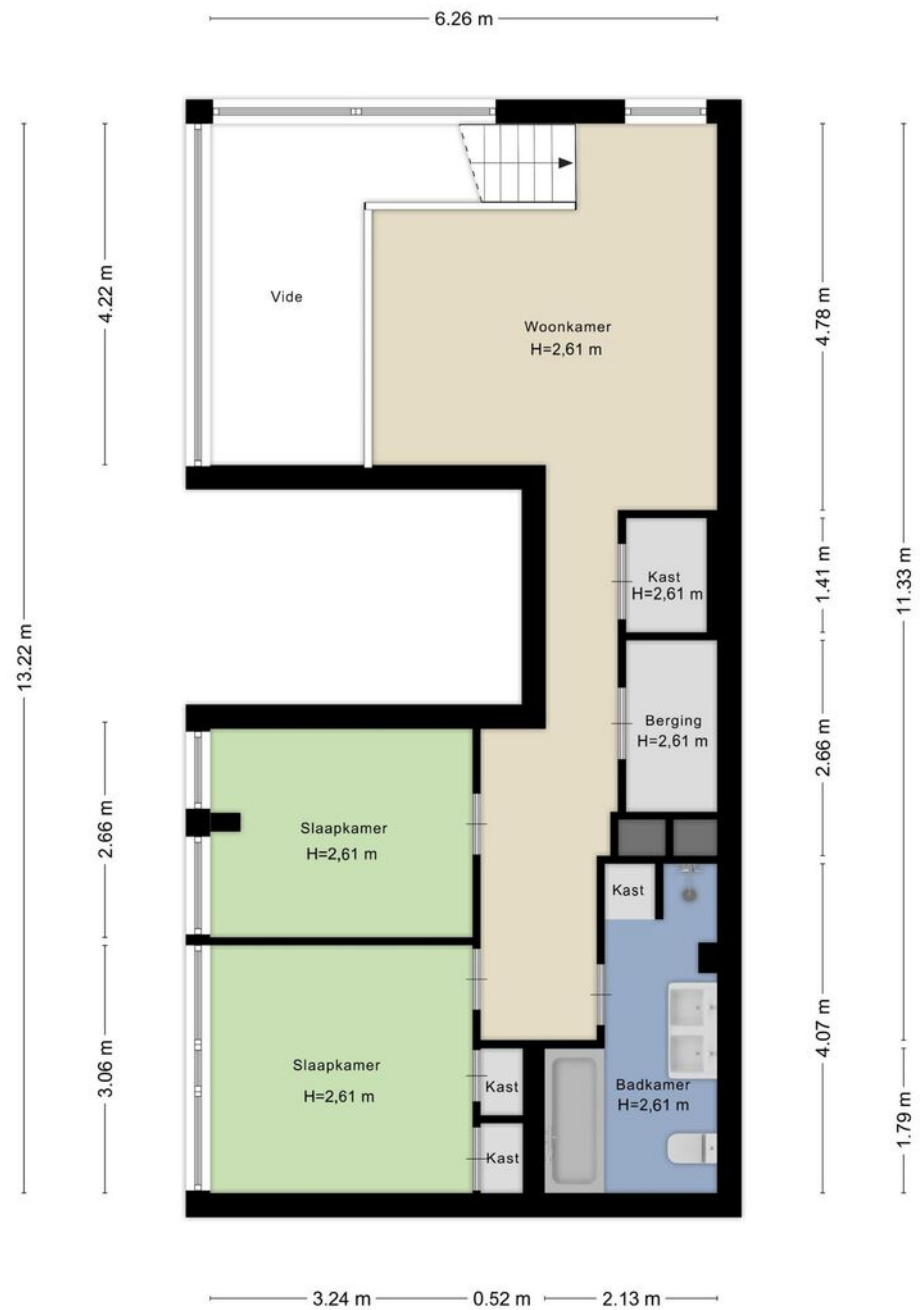 6.26 m
4.22 m
4.78 m
Vide
Woonkamer
H=2,61 m
13.22 m
1.41 m
11.33 m
Kast
H=2,61 m
Berging
H=2,61 m
2.66 m
2.66 m
Slaapkamer
H=2,61 m
Kast
3.06 m
4.07 m
Slaapkamer
H=2,61 m
Kast
Badkamer
H=2,61 m
1.79 m
Kast
3.24 m
0.52 m
2.13 m